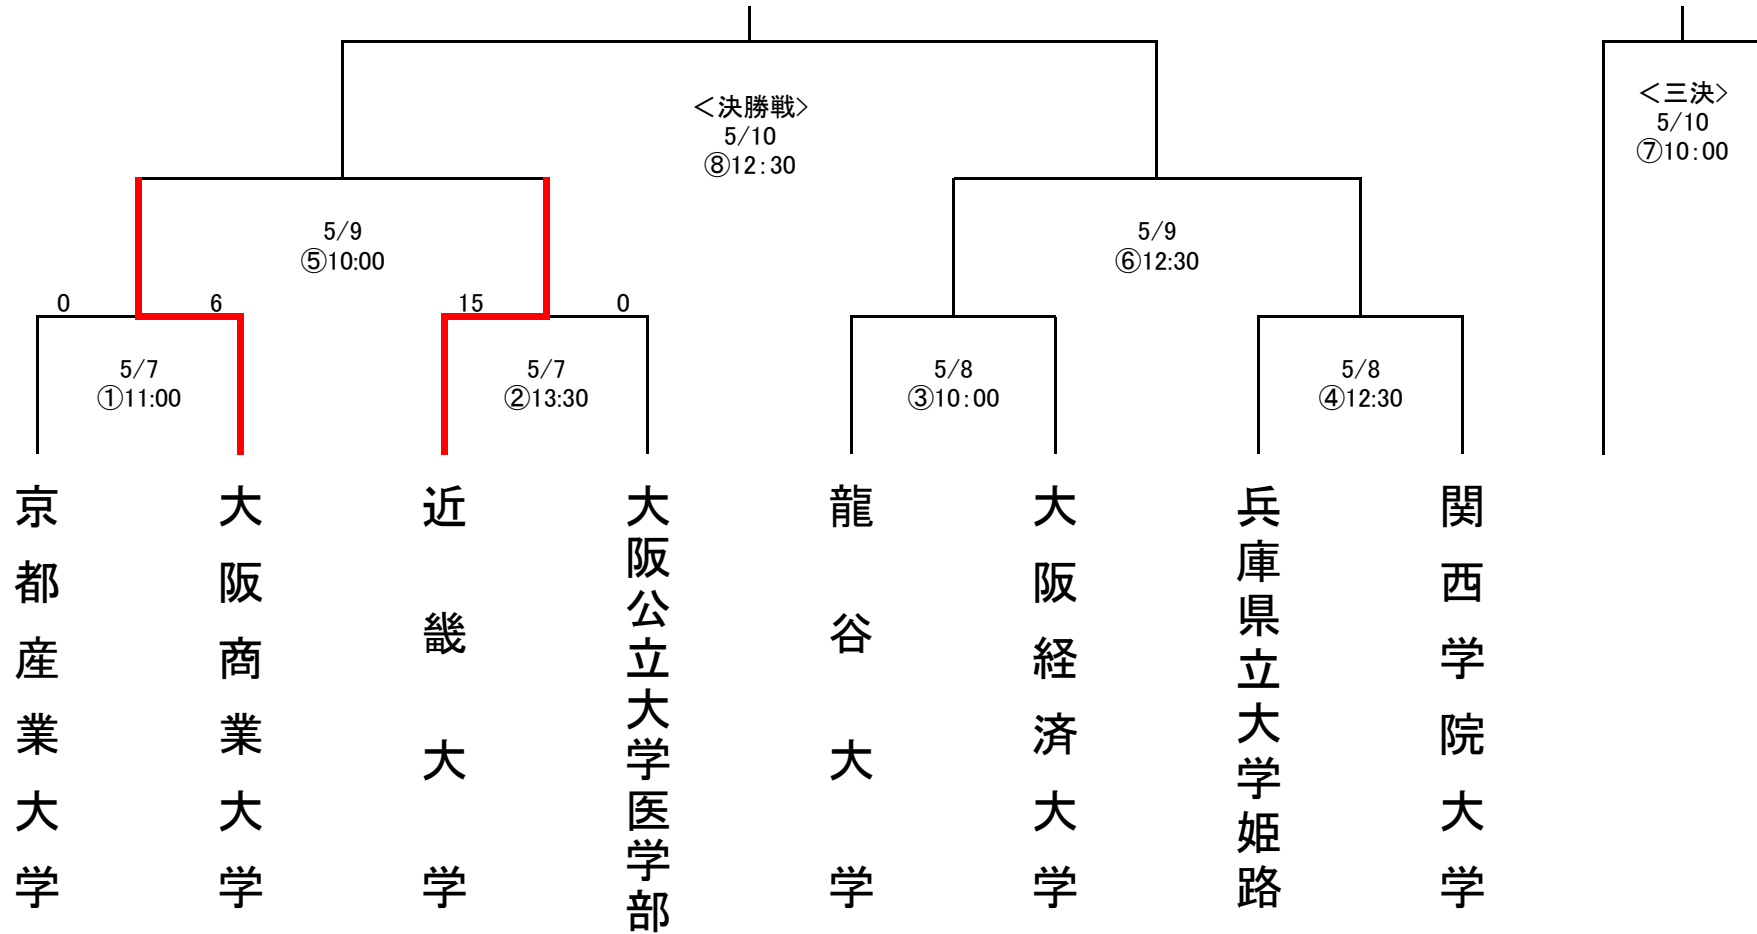 ＜決勝戦＞
5/10
⑧12：30
＜三決＞
5/10
⑦10：00
5/9
⑤10:00
5/9
⑥12:30
0
6
15
0
5/7
①11:00
5/7
②13:30
5/8
③10：00
5/8
④12:30
京都産業大学
大阪商業大学
近畿大学
大阪公立大学医学部
龍谷大学
大阪経済大学
兵庫県立大学姫路
関西学院大学